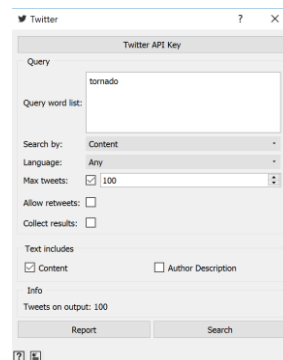 Twitter ? ×
Twitter API Key
Query
Query word list: tornado
Search by: Content
Language: Any
Max tweets: 100
Allow retweets:
Collect results:
Text includes
Content Author Description
Info
Tweets on output: 100
Report Search
?